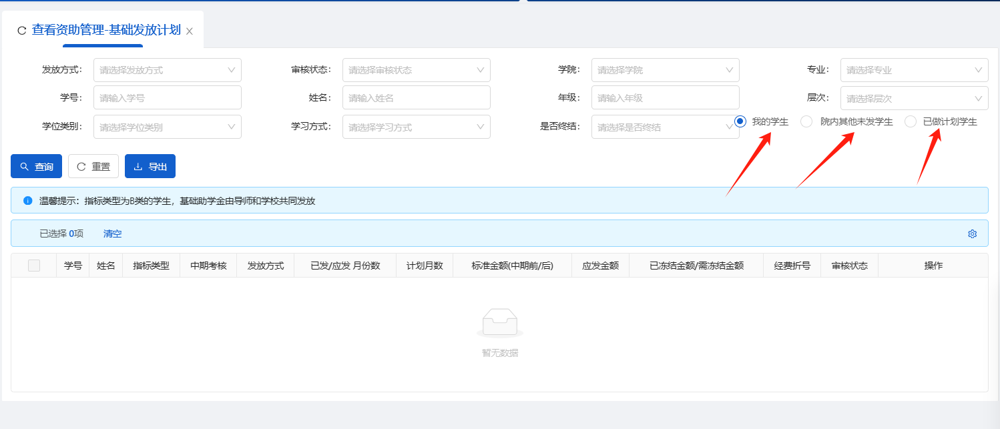 查看资助管理-基础发放计划
发放方式： 请选择发放方式 审核状态： 请选择审核状态 学院： 请选择学院 专业： 请选择专业
学号： 请输入学号 姓名： 请输入姓名 年级： 请输入年级 层次： 请选择层次
学位类别： 请选择学位类别 学习方式： 请选择学习方式 是否终结： 请选择是否终结 我的学生 院内其他未发学生 已做计划学生
查询 重置 导出
温馨提示：指标类型为B类的学生，基础助学金由导师和学校共同发放
已选择 0项 清空
学号 姓名 指标类型 中期考核 发放方式 已发/应发 月份数 计划月数 标准金额(中期前/后) 应发金额 已冻结金额/需冻结金额 经费折号 审核状态 操作
暂无数据